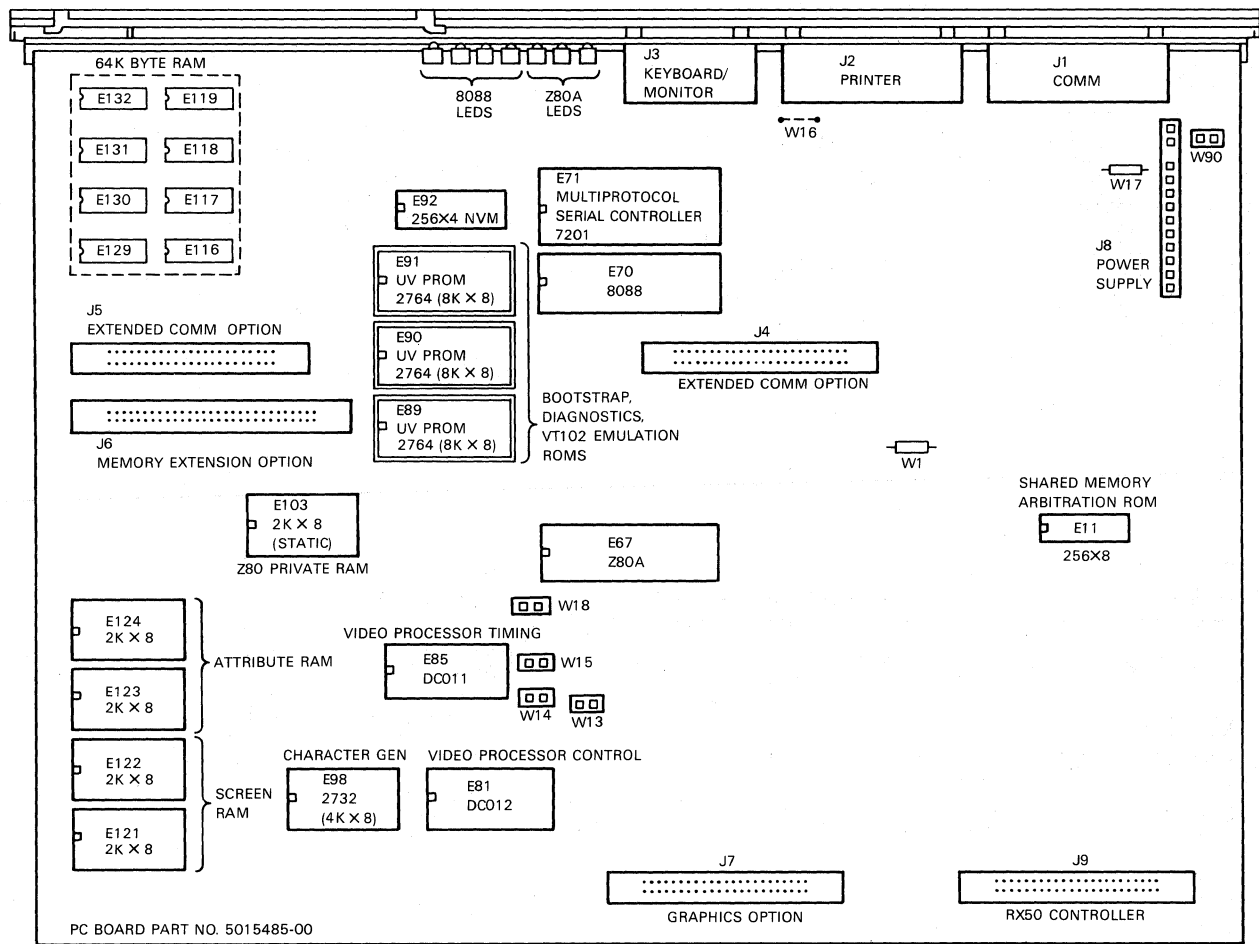 64K BYTE RAM
E132
E119
E131
E118
E130
E117
E129
E116
8088
LEDS
Z80A
LEDS
J3
KEYBOARD/
MONITOR
J2
PRINTER
J1
COMM
W16
W17
W90
J8
POWER
SUPPLY
E92
256X4 NVM
E71
MULTIPROTOCOL
SERIAL CONTROLLER
7201
E91
UV PROM
2764 (8K X 8)
E70
8088
E90
UV PROM
2764 (8K X 8)
E89
UV PROM
2764 (8K X 8)
BOOTSTRAP,
DIAGNOSTICS,
VT102 EMULATION
ROMS
J5
EXTENDED COMM OPTION
J4
EXTENDED COMM OPTION
J6
MEMORY EXTENSION OPTION
W1
SHARED MEMORY
ARBITRATION ROM
E11
256X8
E103
2K X 8
(STATIC)
Z80 PRIVATE RAM
E67
Z80A
W18
E124
2K X 8
E123
2K X 8
ATTRIBUTE RAM
VIDEO PROCESSOR TIMING
E85
DC011
W15
W14
W13
E122
2K X 8
E121
2K X 8
SCREEN
RAM
CHARACTER GEN
E98
2732
(4K X 8)
VIDEO PROCESSOR CONTROL
E81
DC012
J7
GRAPHICS OPTION
J9
RX50 CONTROLLER
PC BOARD PART NO. 5015485-00